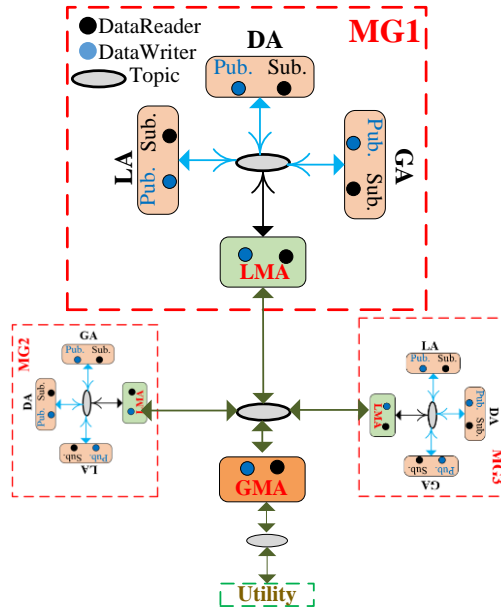 DataReader
DataWriter
Topic
MG1
DA
Pub. Sub.
LA
Sub.
Pub.
GA
Pub.
Sub.
LMA
MG2
GA
Pub. Sub.
DA
Sub.
Pub.
LMA
LA
Sub. Pub.
MG3
LA
Pub. Sub.
LMA
DA
Pub.
Sub.
GA
Sub. Pub.
GMA
Utility